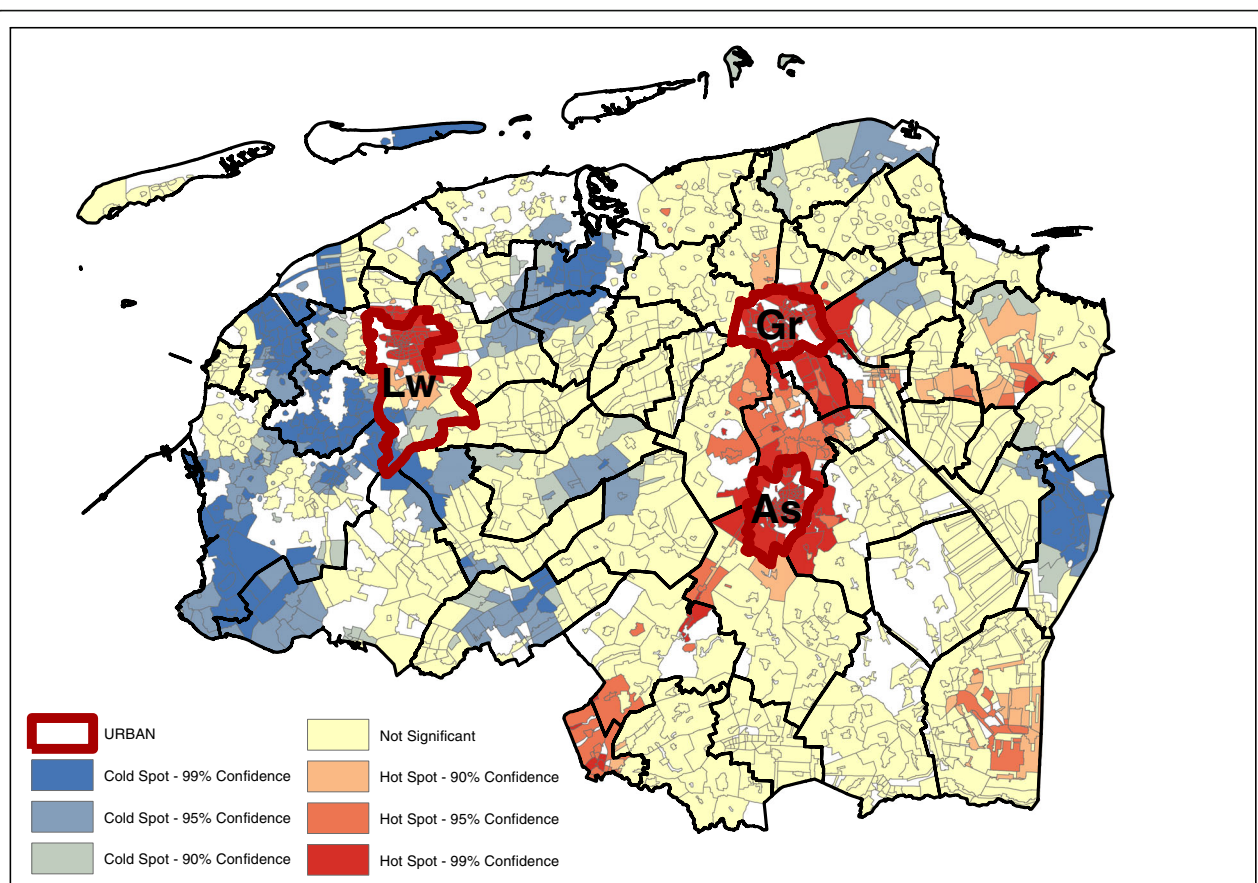 Gr
Lw
As
URBAN
Cold Spot - 99% Confidence
Cold Spot - 95% Confidence
Cold Spot - 90% Confidence
Not Significant
Hot Spot - 90% Confidence
Hot Spot - 95% Confidence
Hot Spot - 99% Confidence